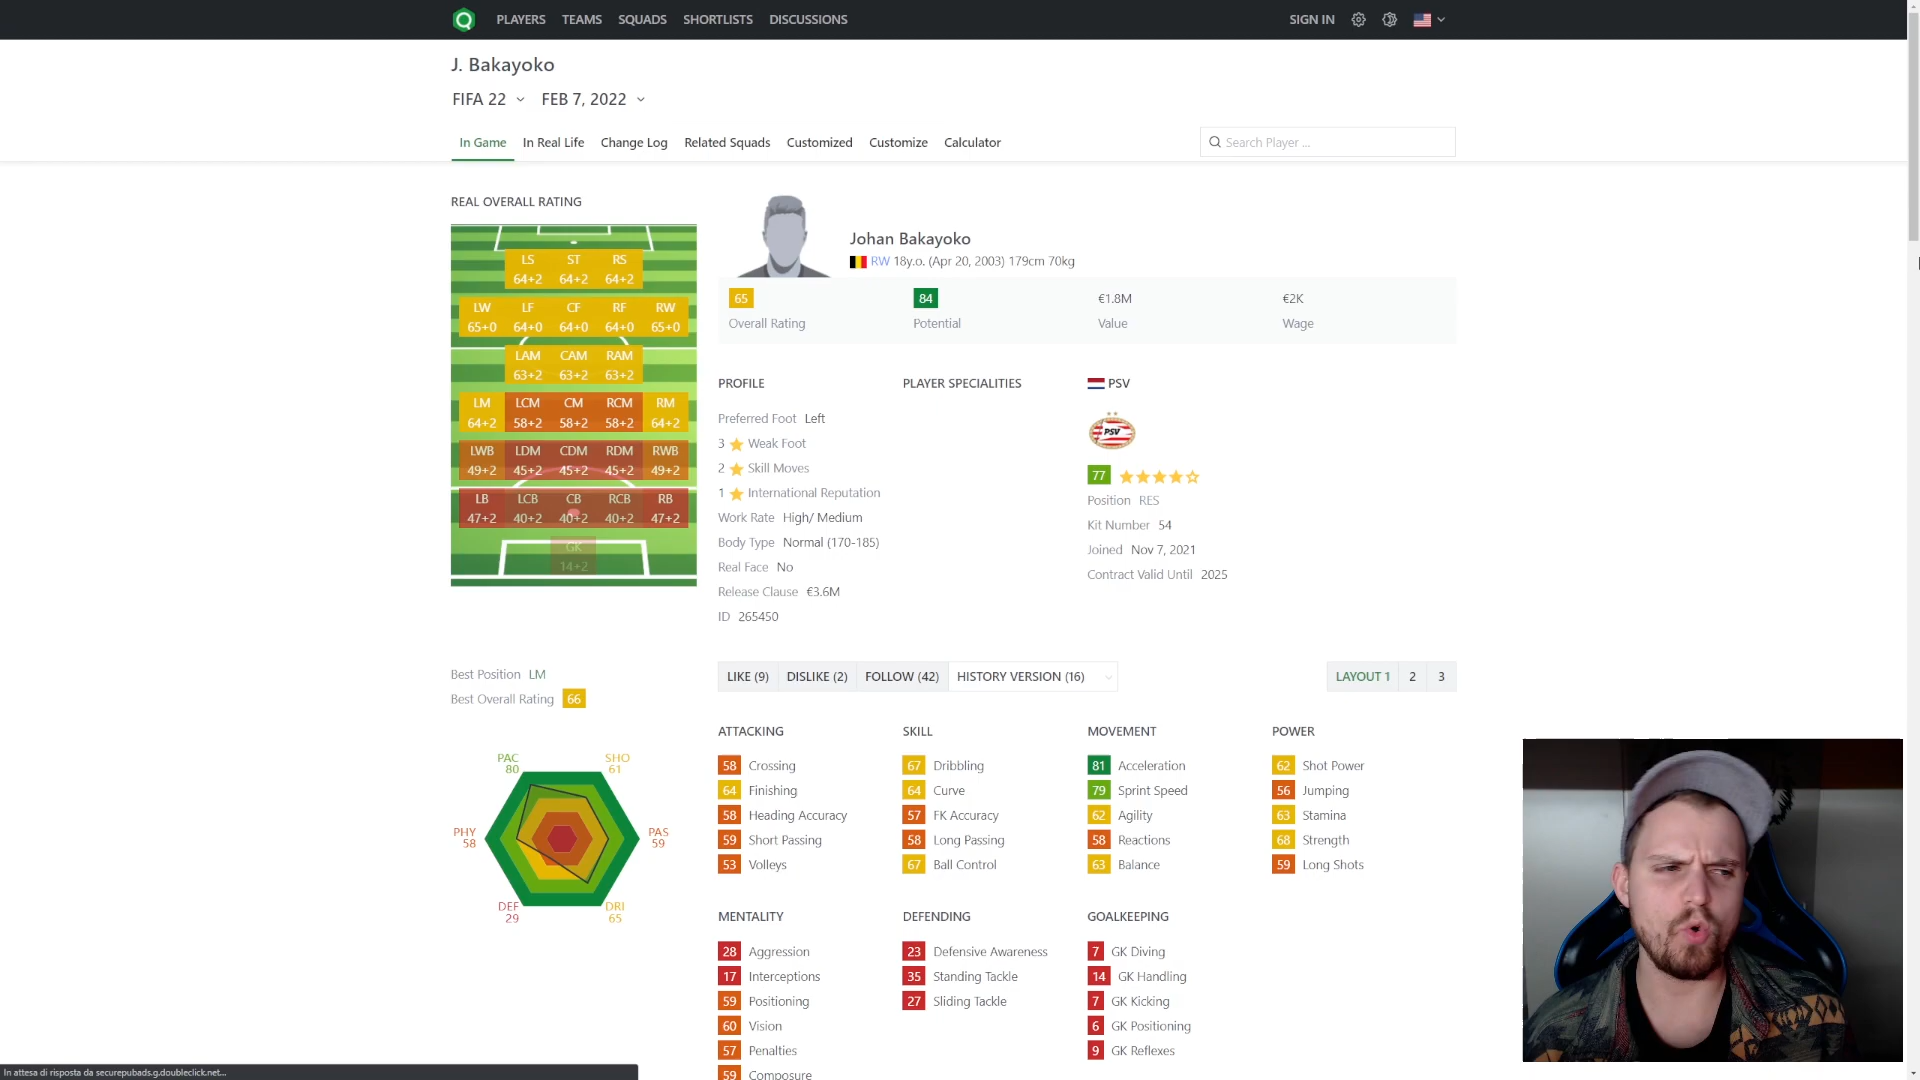 PLAYERS TEAMS SQUADS SHORTLISTS DISCUSSIONS SIGN IN
J. Bakayoko
FIFA 22 FEB 7, 2022
In Game In Real Life Change Log Related Squads Customized Customize Calculator Search Player ...
REAL OVERALL RATING
LS ST RS
64+2 64+2 64+2
LW LF CF RF RW
65+0 64+0 64+0 64+0 65+0
LAM CAM RAM
63+2 63+2 63+2
LM LCM CM RCM RM
64+2 58+2 58+2 58+2 64+2
LWB LDM CDM RDM RWB
49+2 45+2 45+2 45+2 49+2
LB LCB CB RCB RB
47+2 40+2 40+2 40+2 47+2
GK
14+2
Johan Bakayoko
RW 18y.o. (Apr 20, 2003) 179cm 70kg
65 84 €1.8M €2K
Overall Rating Potential Value Wage
PROFILE
Preferred Foot Left
3 Weak Foot
2 Skill Moves
1 International Reputation
Work Rate High/ Medium
Body Type Normal (170-185)
Real Face No
Release Clause €3.6M
ID 265450
PLAYER SPECIALITIES
PSV
PSV
77
Position RES
Kit Number 54
Joined Nov 7, 2021
Contract Valid Until 2025
Best Position LM
Best Overall Rating 66
LIKE (9) DISLIKE (2) FOLLOW (42) HISTORY VERSION (16) LAYOUT 1 2 3
PAC
80
SHO
61
PHY
58
PAS
59
DEF
29
DRI
65
ATTACKING
58 Crossing
64 Finishing
58 Heading Accuracy
59 Short Passing
53 Volleys
SKILL
67 Dribbling
64 Curve
57 FK Accuracy
58 Long Passing
67 Ball Control
MOVEMENT
81 Acceleration
79 Sprint Speed
62 Agility
58 Reactions
63 Balance
POWER
62 Shot Power
56 Jumping
63 Stamina
68 Strength
59 Long Shots
MENTALITY
28 Aggression
17 Interceptions
59 Positioning
60 Vision
57 Penalties
59 Composure
DEFENDING
23 Defensive Awareness
35 Standing Tackle
27 Sliding Tackle
GOALKEEPING
7 GK Diving
14 GK Handling
7 GK Kicking
6 GK Positioning
9 GK Reflexes
In attesa di risposta da securepubads.g.doubleclick.net...